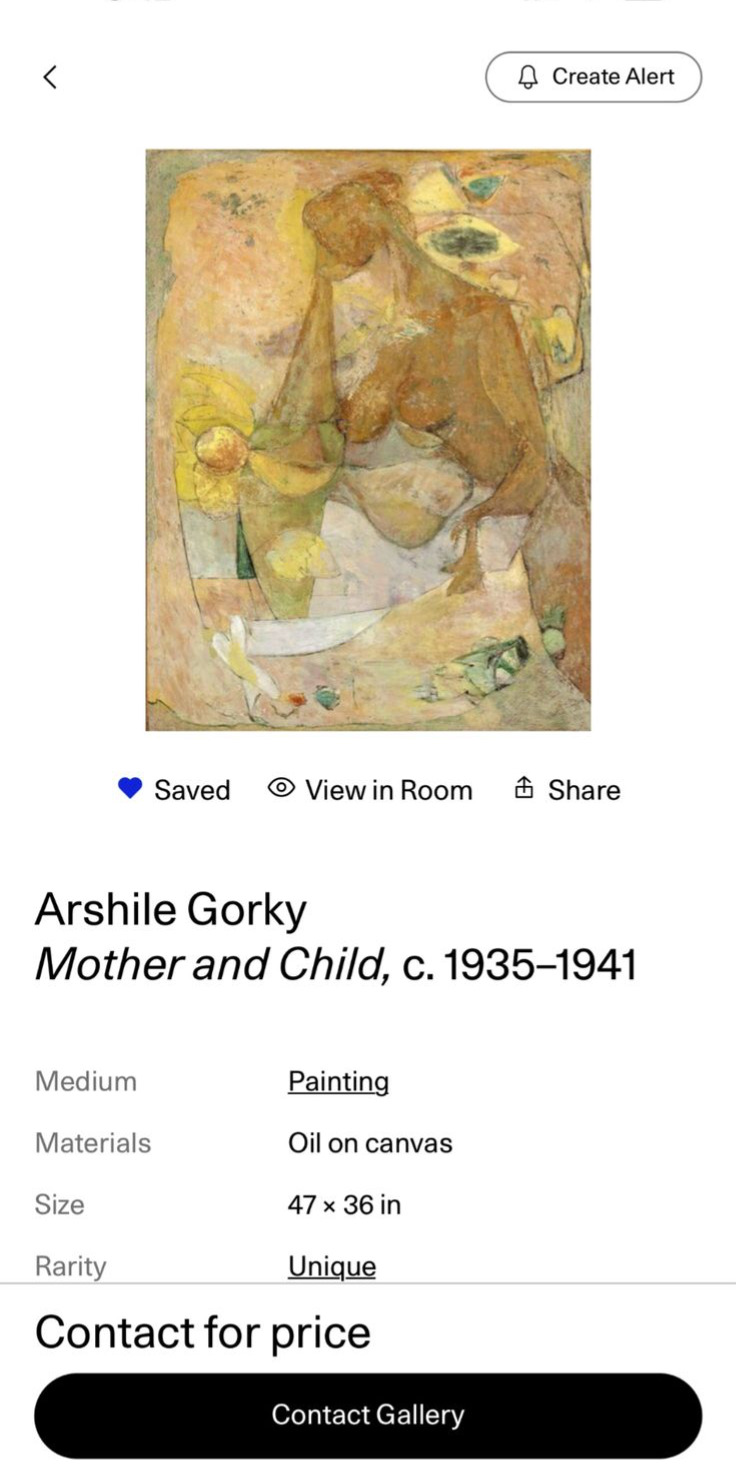 Create Alert
Saved
View in Room
Share
Arshile Gorky
Mother and Child, c. 1935–1941
Medium Painting
Materials Oil on canvas
Size 47 × 36 in
Rarity Unique
Contact for price
Contact Gallery